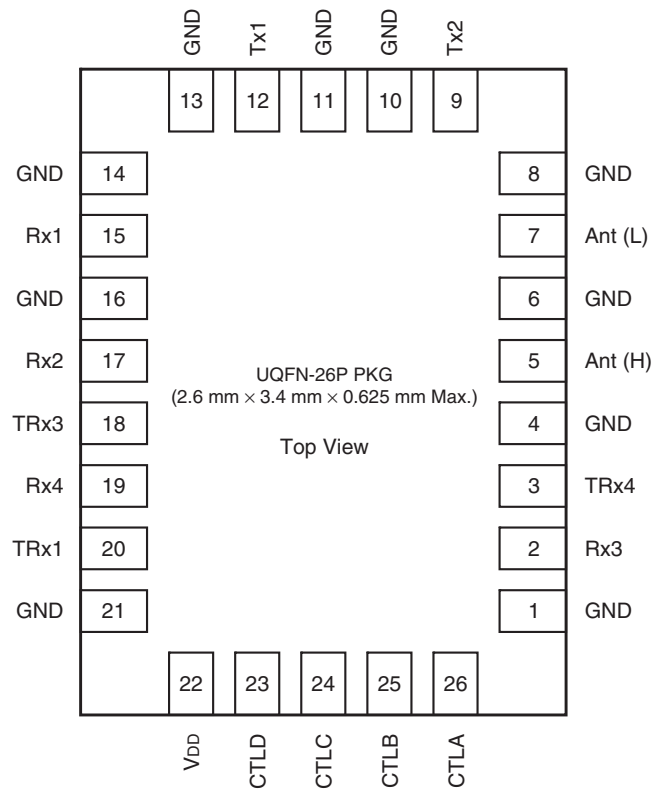 GND Tx1 GND GND Tx2
13 12 11 10 9
GND 14 8 GND
Rx1 15 7 Ant (L)
GND 16 6 GND
Rx2 17 5 Ant (H)
UQFN-26P PKG
(2.6 mm × 3.4 mm × 0.625 mm Max.)
TRx3 18 4 GND
Top View
Rx4 19 3 TRx4
TRx1 20 2 Rx3
GND 21 1 GND
22 23 24 25 26
VDD CTLD CTLC CTLB CTLA